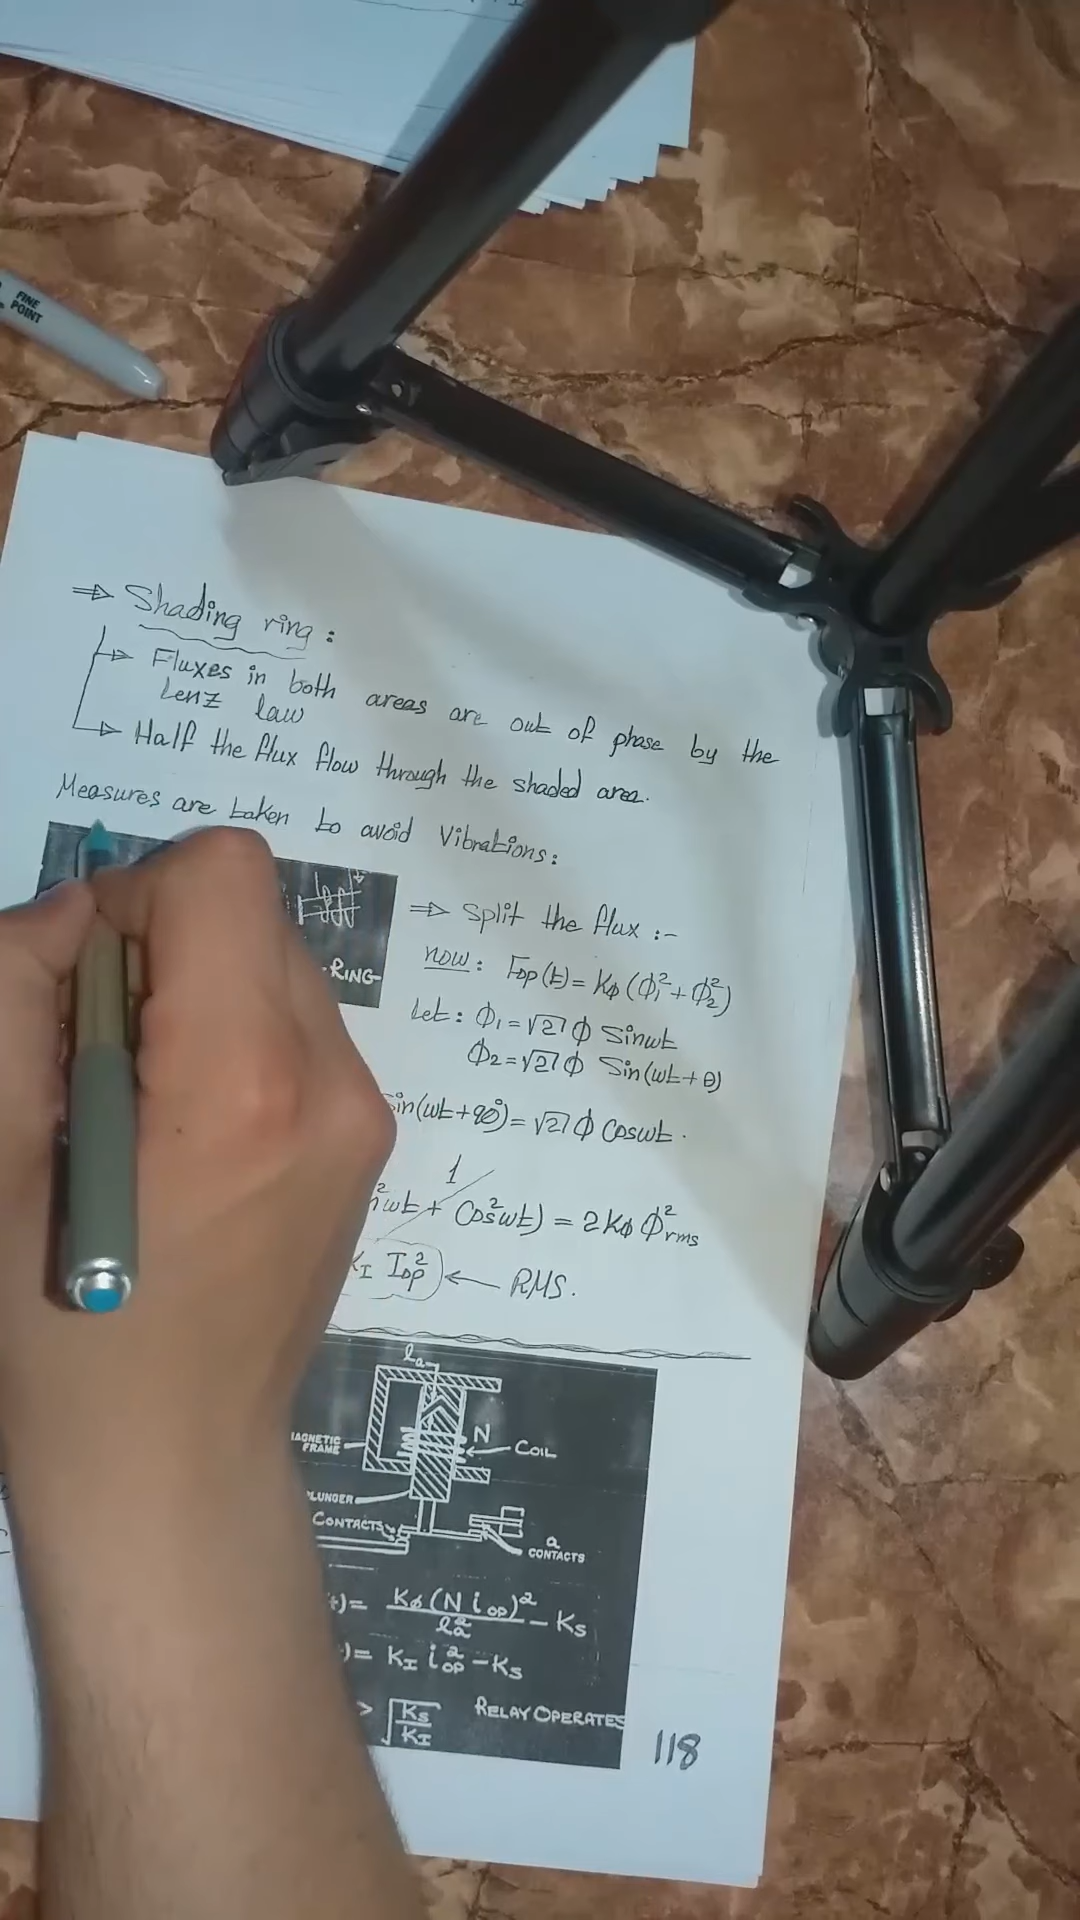 FINE
POINT
⇒ Shading ring:
Fluxes in both areas are out of phase by the
Lenz law
Half the flux flow through the shaded area.
Measures are taken to avoid Vibrations:
-RING
⇒ Split the flux :-
now: Fop(t) = Kφ (Φ₁² + Φ₂²)
Let: Φ₁ = √2 Φ Sinωt
Φ₂ = √2 Φ Sin(ωt + θ)
Sin(ωt + 90°) = √2 Φ Cosωt.
1
²ωt + Cos²ωt) = 2 Kφ Φ²rms
I Iop² ← RMS.
la
N
MAGNETIC
FRAME
COIL
PLUNGER
CONTACTS
a
CONTACTS
t) = Kφ (N iop)² / la² - Ks
) = KI iop² - Ks
> √(Ks/KI) RELAY OPERATES
118